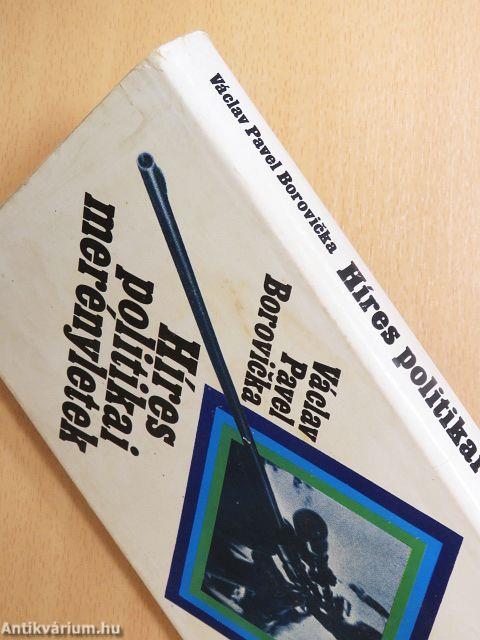 Václav Pavel Borovička Híres politikai
Václav
Pavel
Borovička
Híres
politikai
merényletek
Antikvárium.hu